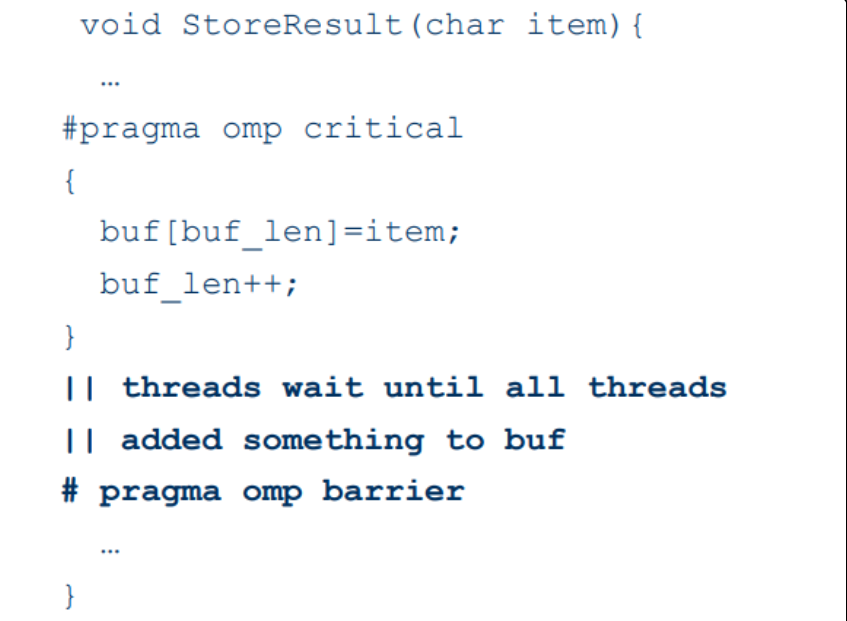 void StoreResult(char item){
…
#pragma omp critical
{
buf[buf_len]=item;
buf_len++;
}
|| threads wait until all threads
|| added something to buf
# pragma omp barrier
…
}